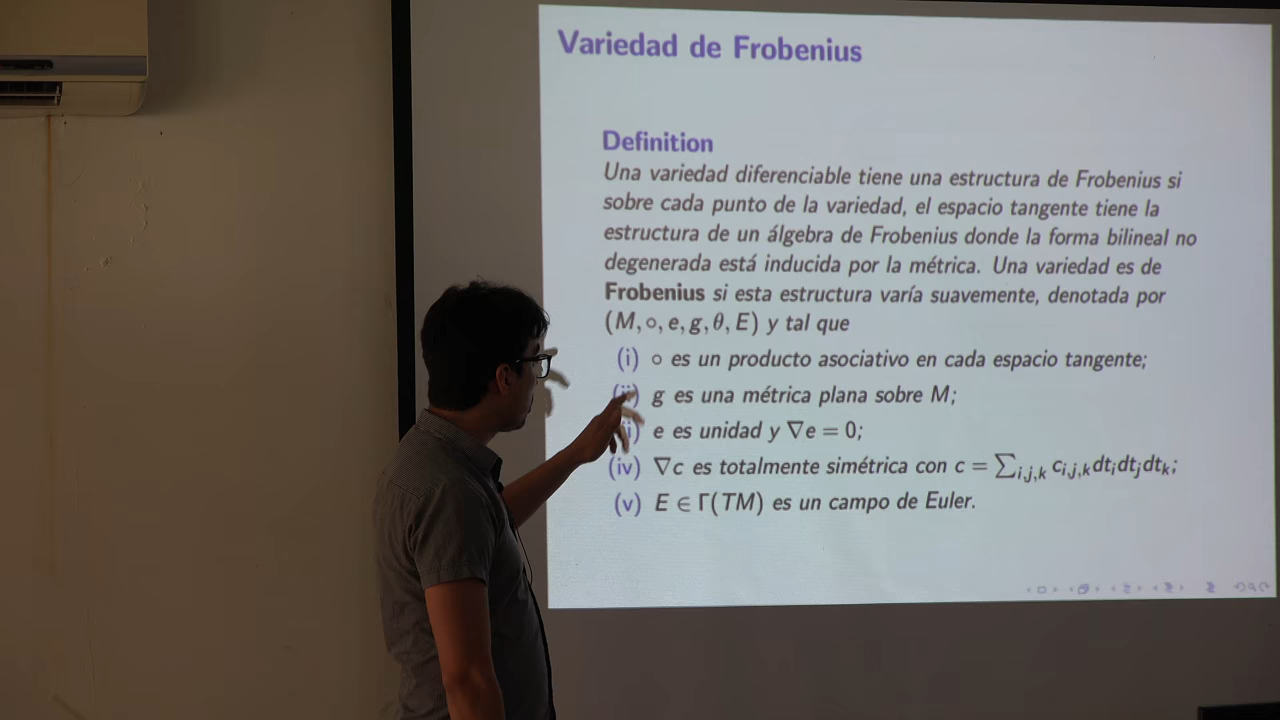 Variedad de Frobenius
Definition
Una variedad diferenciable tiene una estructura de Frobenius si
sobre cada punto de la variedad, el espacio tangente tiene la
estructura de un álgebra de Frobenius donde la forma bilineal no
degenerada está inducida por la métrica. Una variedad es de
Frobenius si esta estructura varía suavemente, denotada por
(M, ∘, e, g, θ, E) y tal que
(i) ∘ es un producto asociativo en cada espacio tangente;
g es una métrica plana sobre M;
e es unidad y ∇e = 0;
(iv) ∇c es totalmente simétrica con c = ∑_{i,j,k} c_{i,j,k}dt_idt_jdt_k;
(v) E ∈ Γ(TM) es un campo de Euler.